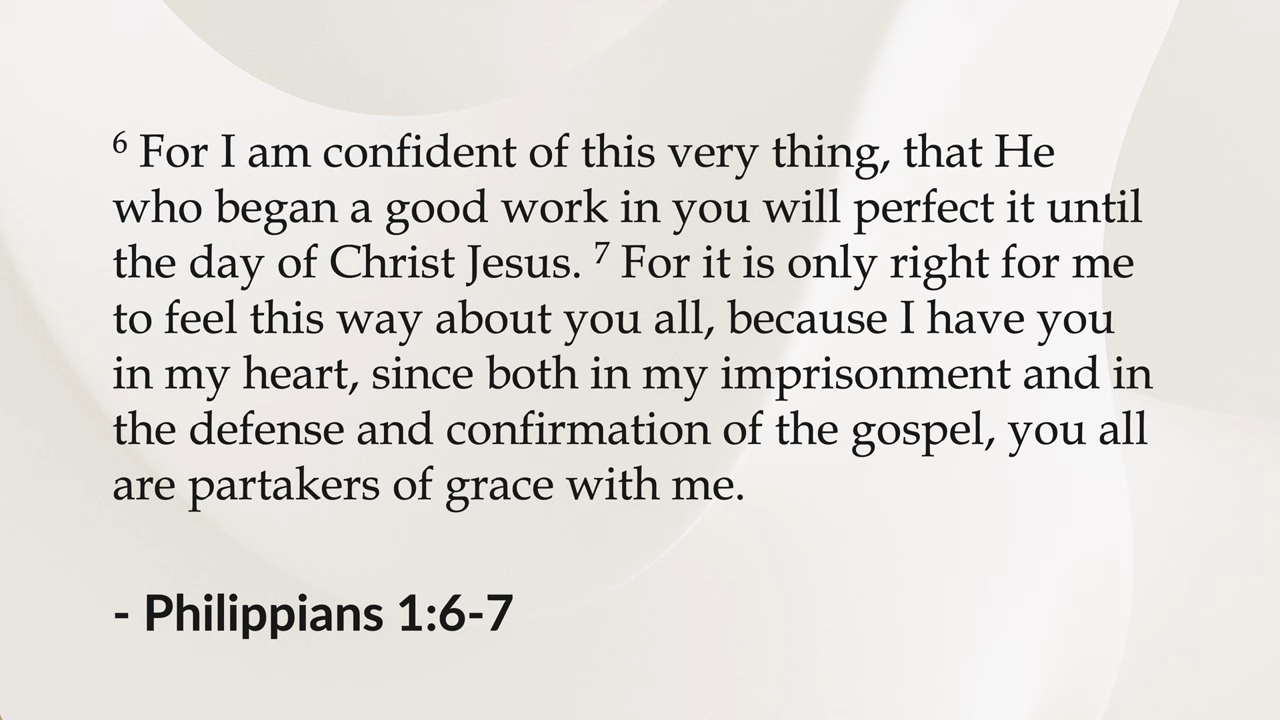 ⁶ For I am confident of this very thing, that He
who began a good work in you will perfect it until
the day of Christ Jesus. ⁷ For it is only right for me
to feel this way about you all, because I have you
in my heart, since both in my imprisonment and in
the defense and confirmation of the gospel, you all
are partakers of grace with me.
- Philippians 1:6-7